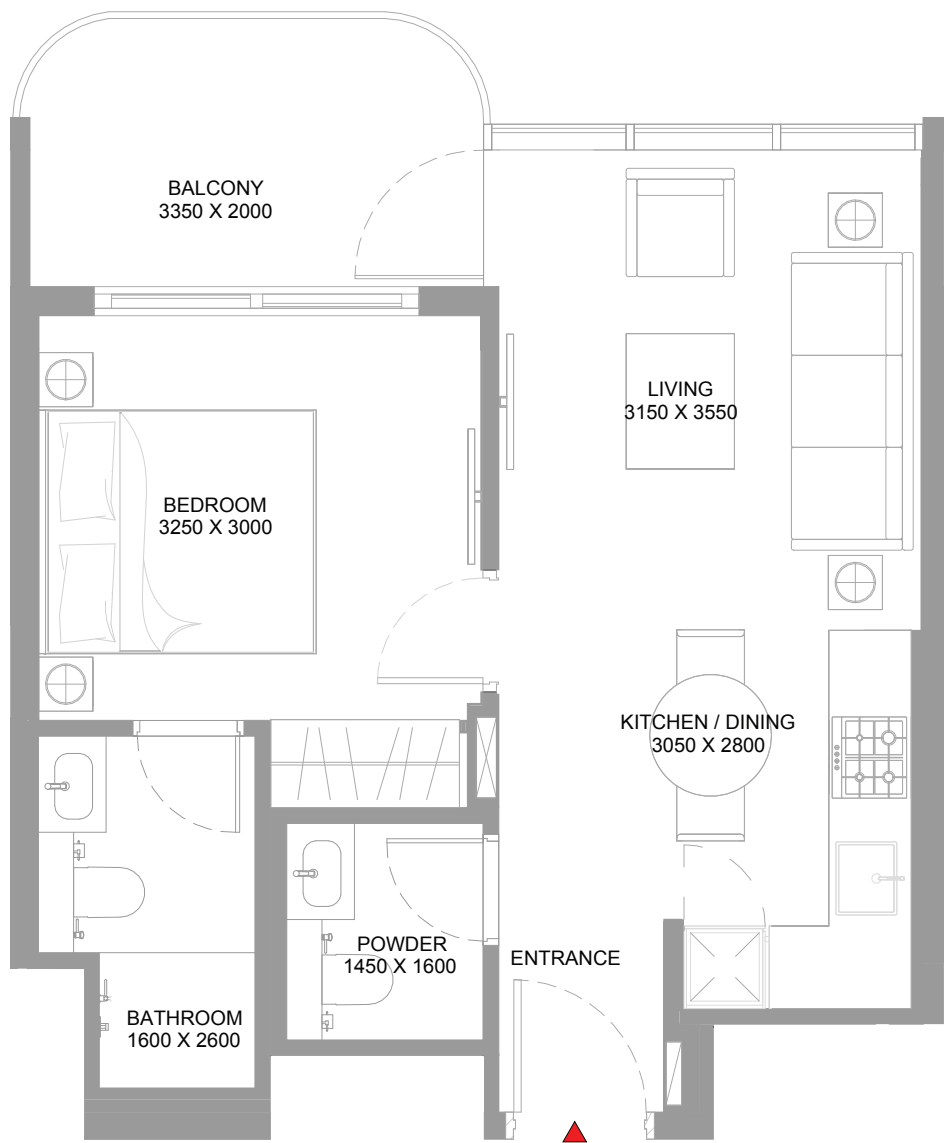 BALCONY
3350 X 2000
LIVING
3150 X 3550
BEDROOM
3250 X 3000
KITCHEN / DINING
3050 X 2800
POWDER
1450 X 1600
ENTRANCE
BATHROOM
1600 X 2600